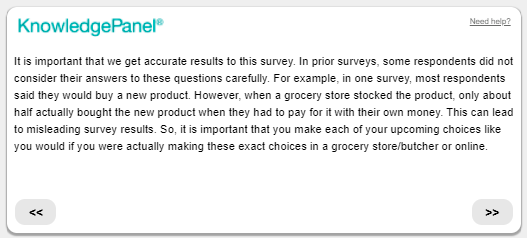 KnowledgePanel®
Need help?
It is important that we get accurate results to this survey. In prior surveys, some respondents did not
consider their answers to these questions carefully. For example, in one survey, most respondents
said they would buy a new product. However, when a grocery store stocked the product, only about
half actually bought the new product when they had to pay for it with their own money. This can lead
to misleading survey results. So, it is important that you make each of your upcoming choices like
you would if you were actually making these exact choices in a grocery store/butcher or online.
<<
>>